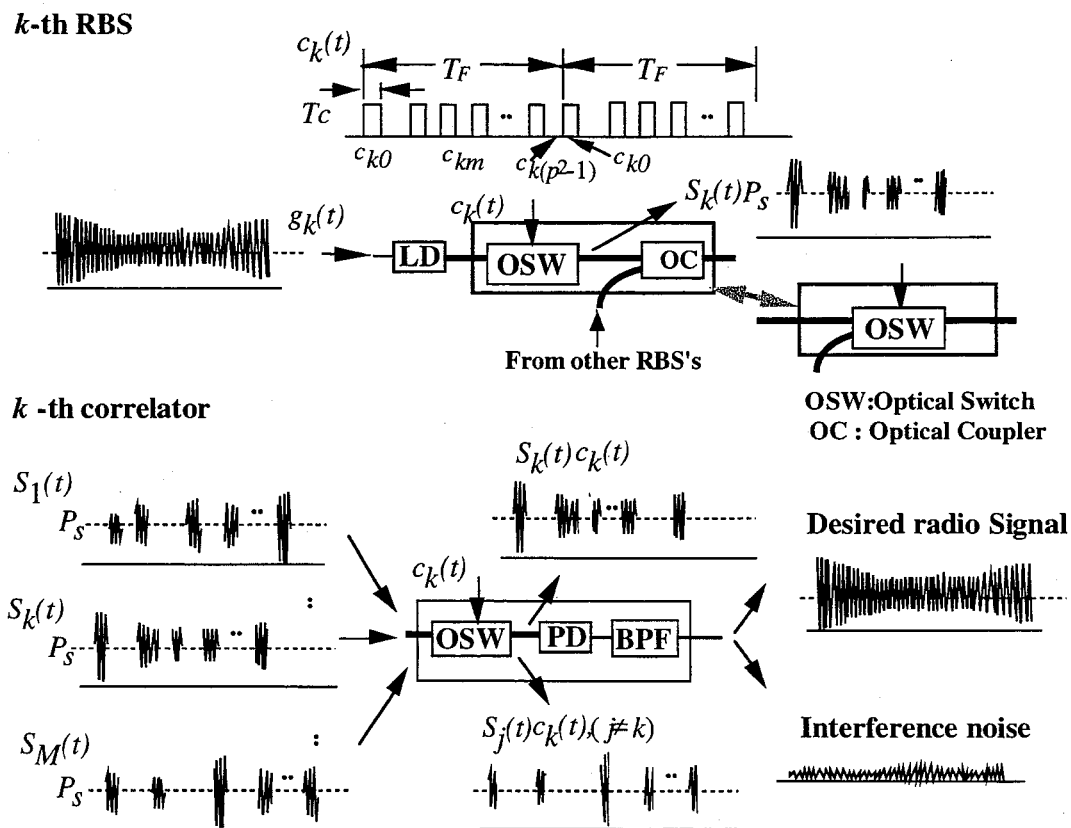 k-th RBS
c_k(t)
T_F T_F
Tc
c_k0 c_km c_k(p²-1) c_k0
g_k(t) c_k(t) S_k(t)P_s
LD OSW OC
OSW
From other RBS's
OSW:Optical Switch
OC : Optical Coupler
k -th correlator
S_k(t)c_k(t)
S_1(t)
P_s
Desired radio Signal
c_k(t)
S_k(t)
P_s
OSW PD BPF
S_j(t)c_k(t),(j≠k)
Interference noise
S_M(t)
P_s